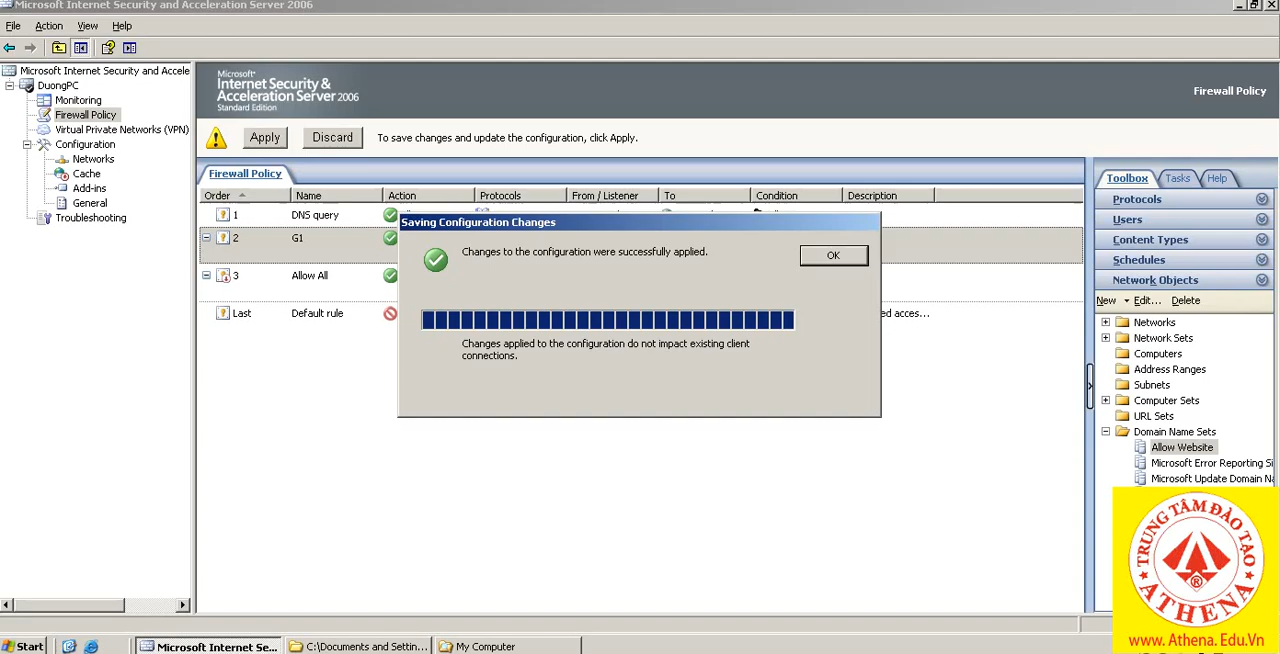 Microsoft Internet Security and Acceleration Server 2006
File Action View Help
Microsoft Internet Security and Accele
DuongPC
Monitoring
Firewall Policy
Virtual Private Networks (VPN)
Configuration
Networks
Cache
Add-ins
General
Troubleshooting
Microsoft®
Internet Security &
Acceleration Server 2006
Standard Edition
Firewall Policy
Apply Discard To save changes and update the configuration, click Apply.
Firewall Policy
Order Name Action Protocols From / Listener To Condition Description
1 DNS query
2 G1
3 Allow All
Last Default rule ed acces...
Saving Configuration Changes
Changes to the configuration were successfully applied.
OK
Changes applied to the configuration do not impact existing client
connections.
Toolbox Tasks Help
Protocols
Users
Content Types
Schedules
Network Objects
New Edit... Delete
Networks
Network Sets
Computers
Address Ranges
Subnets
Computer Sets
URL Sets
Domain Name Sets
Allow Website
Microsoft Error Reporting Si
Microsoft Update Domain Na
TRUNG TÂM ĐÀO TẠO
®
ATHENA
www.Athena.Edu.Vn
Start Microsoft Internet Se... C:\Documents and Settin... My Computer